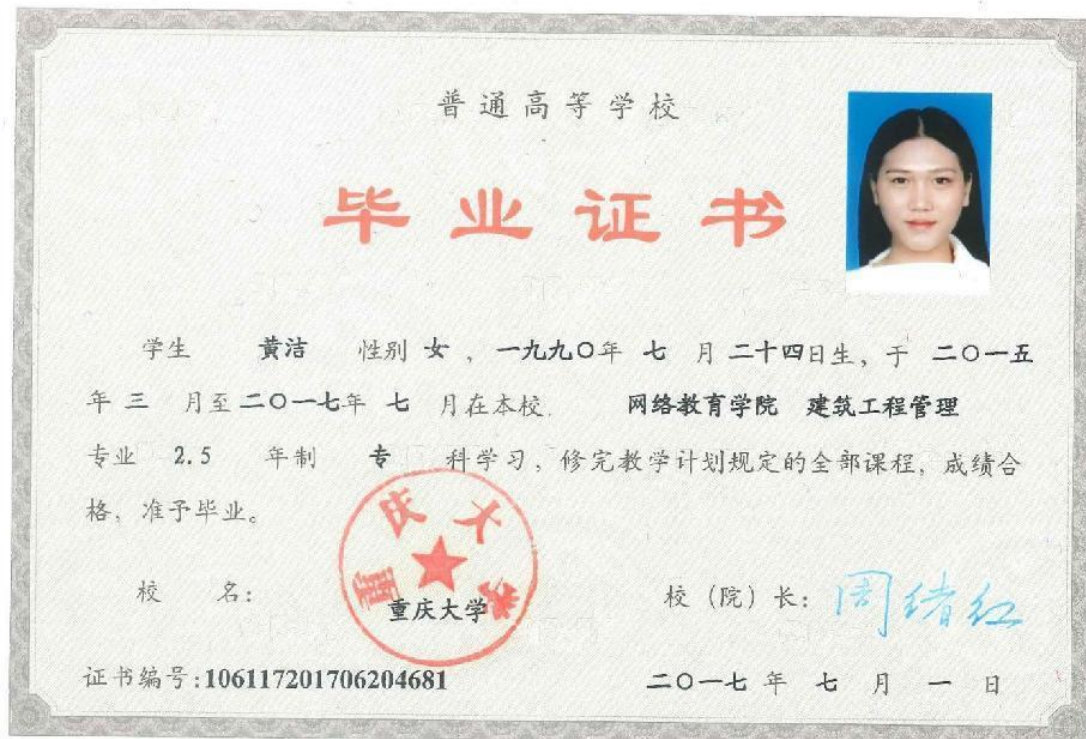 普通高等学校
毕业证书
学生 黄洁 性别 女 ，一九九〇年 七 月 二十四日生，于 二〇一五
年 三 月至 二〇一七年 七 月在本校 网络教育学院 建筑工程管理
专业 2.5 年制 专 科学习，修完教学计划规定的全部课程，成绩合
格，准予毕业。
重庆大学
校 名： 重庆大学 校（院）长：周绪红
证书编号:106117201706204681 二〇一七 年 七 月 一 日